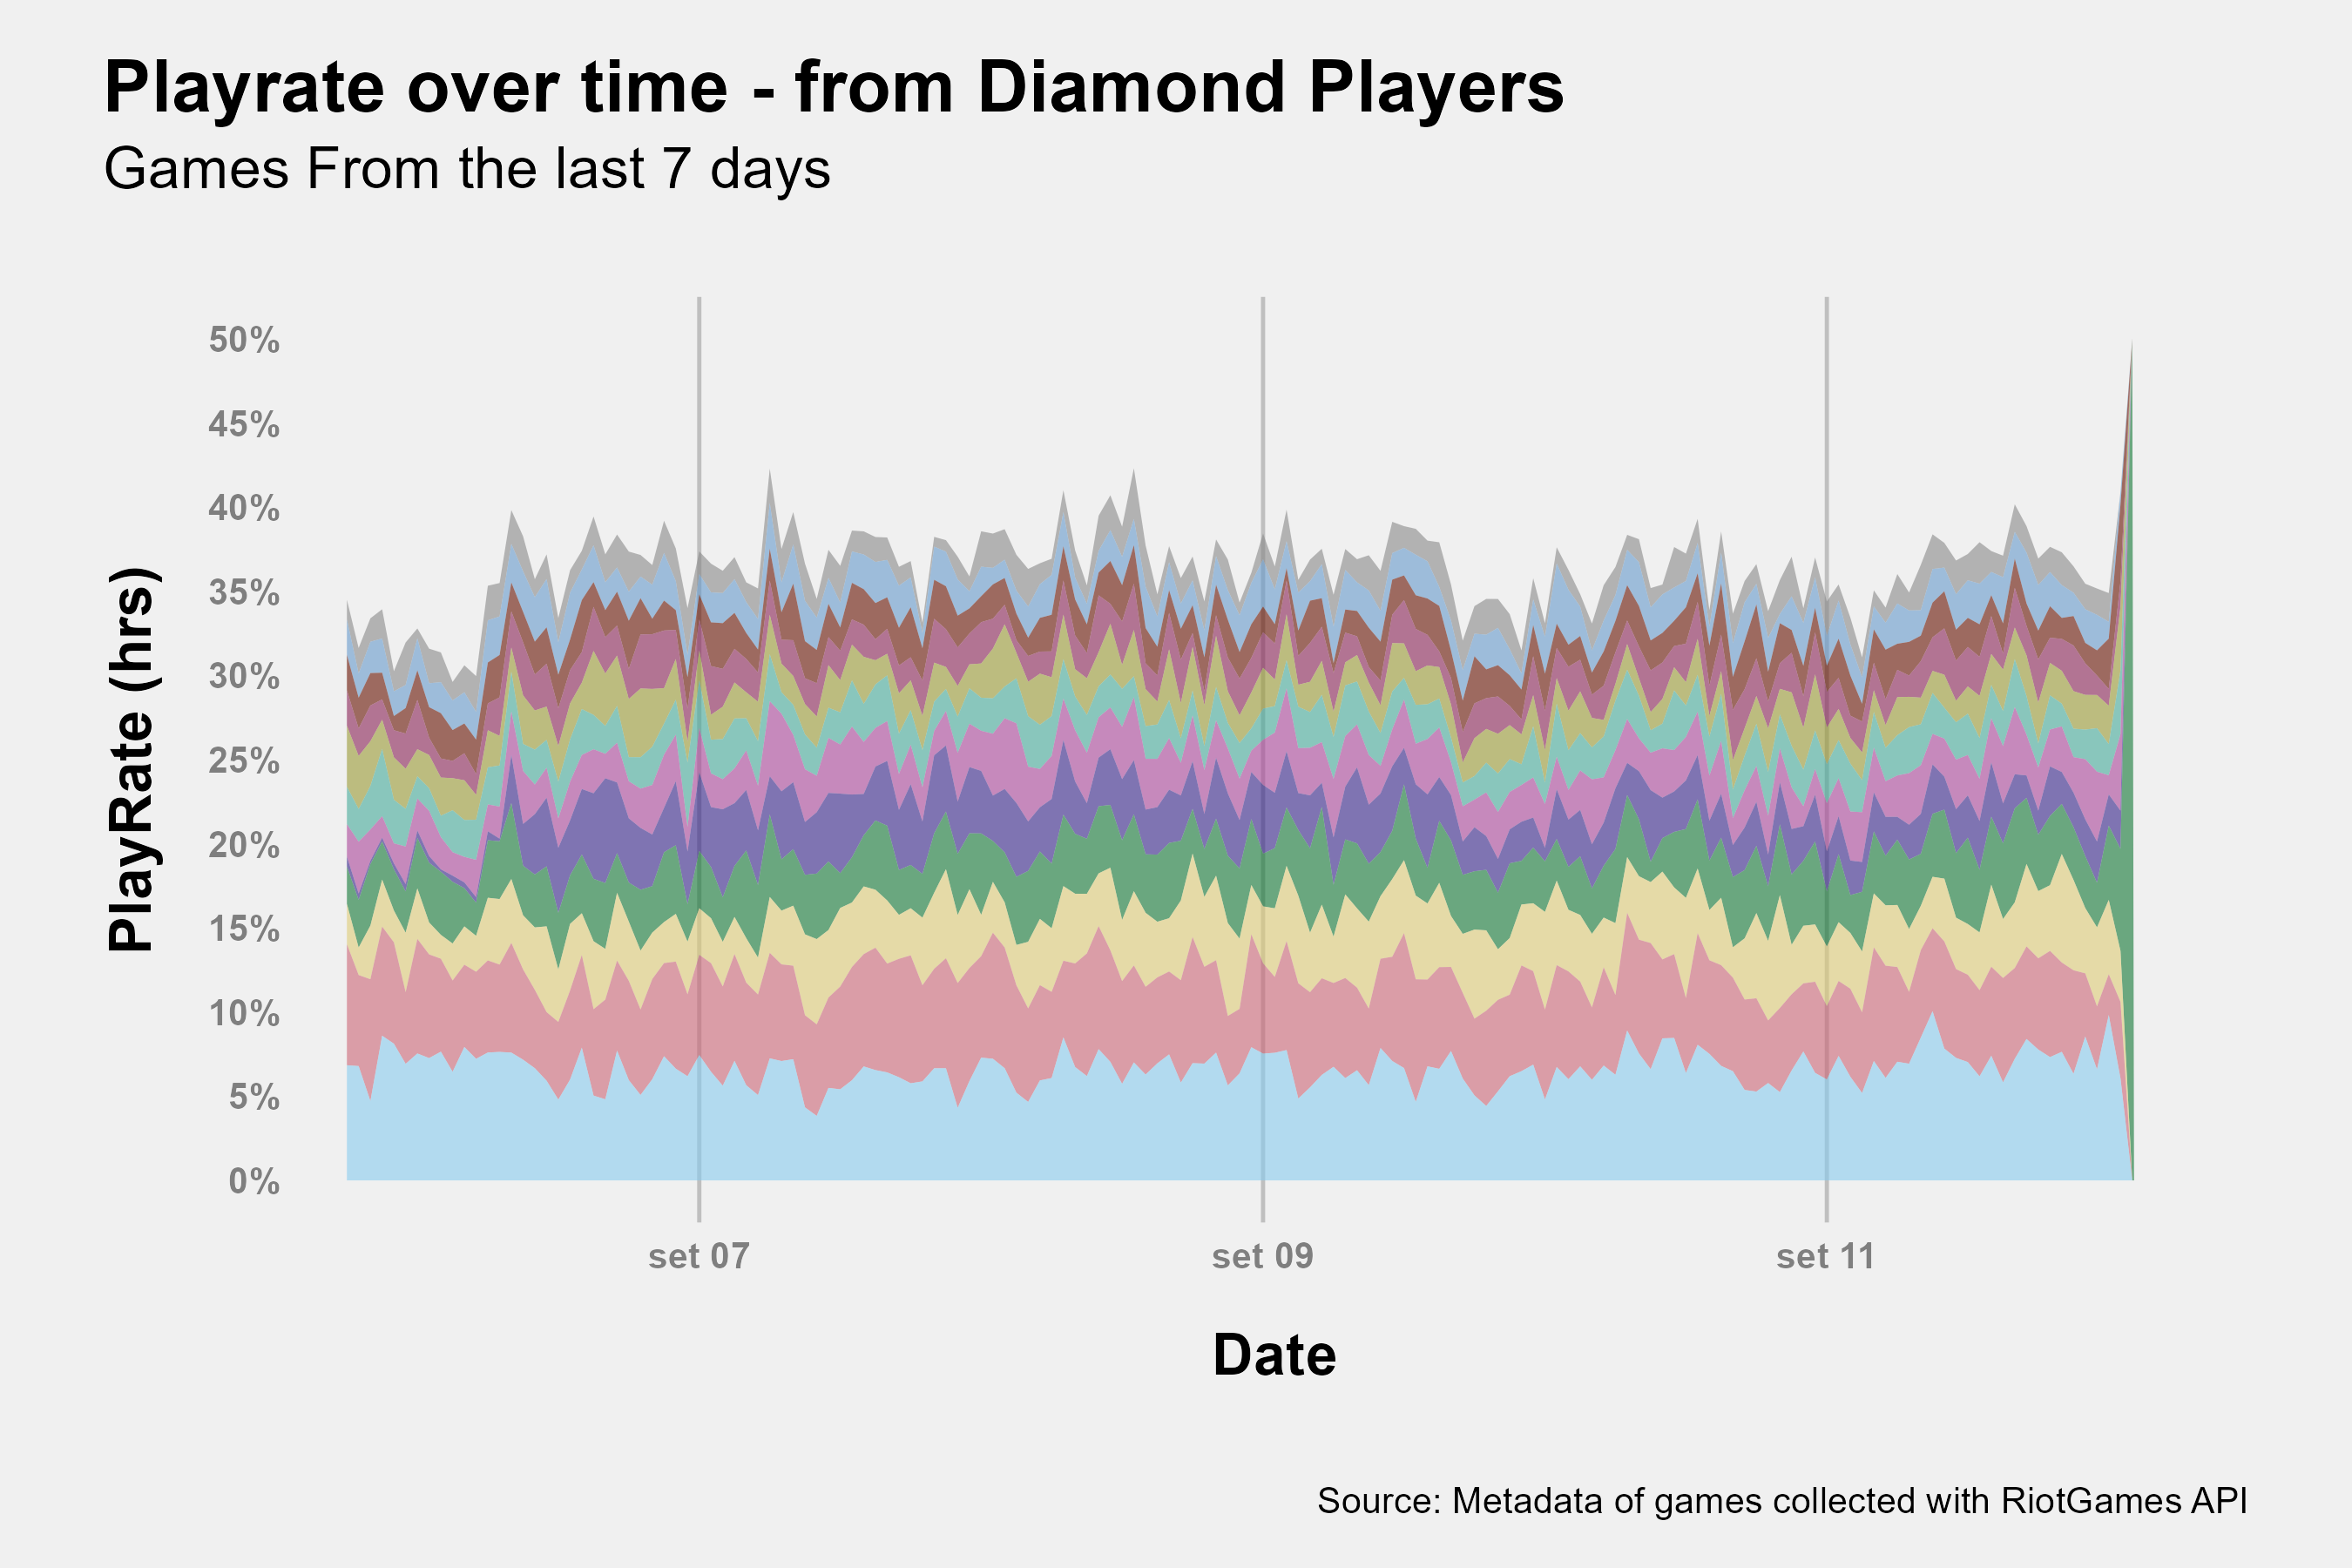 Playrate over time - from Diamond Players
Games From the last 7 days
PlayRate (hrs)
50%
45%
40%
35%
30%
25%
20%
15%
10%
5%
0%
set 07
set 09
set 11
Date
Source: Metadata of games collected with RiotGames API